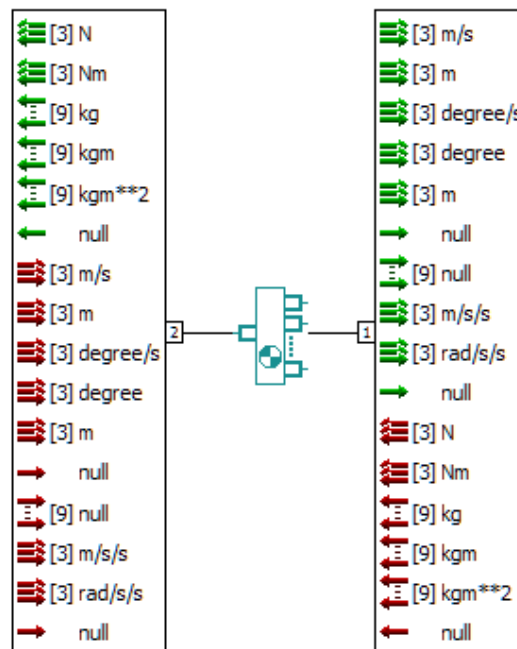 [3] N
[3] Nm
[9] kg
[9] kgm
[9] kgm**2
null
[3] m/s
[3] m
[3] degree/s
[3] degree
[3] m
null
[9] null
[3] m/s/s
[3] rad/s/s
null
2
1
[3] m/s
[3] m
[3] degree/s
[3] degree
[3] m
null
[9] null
[3] m/s/s
[3] rad/s/s
null
[3] N
[3] Nm
[9] kg
[9] kgm
[9] kgm**2
null